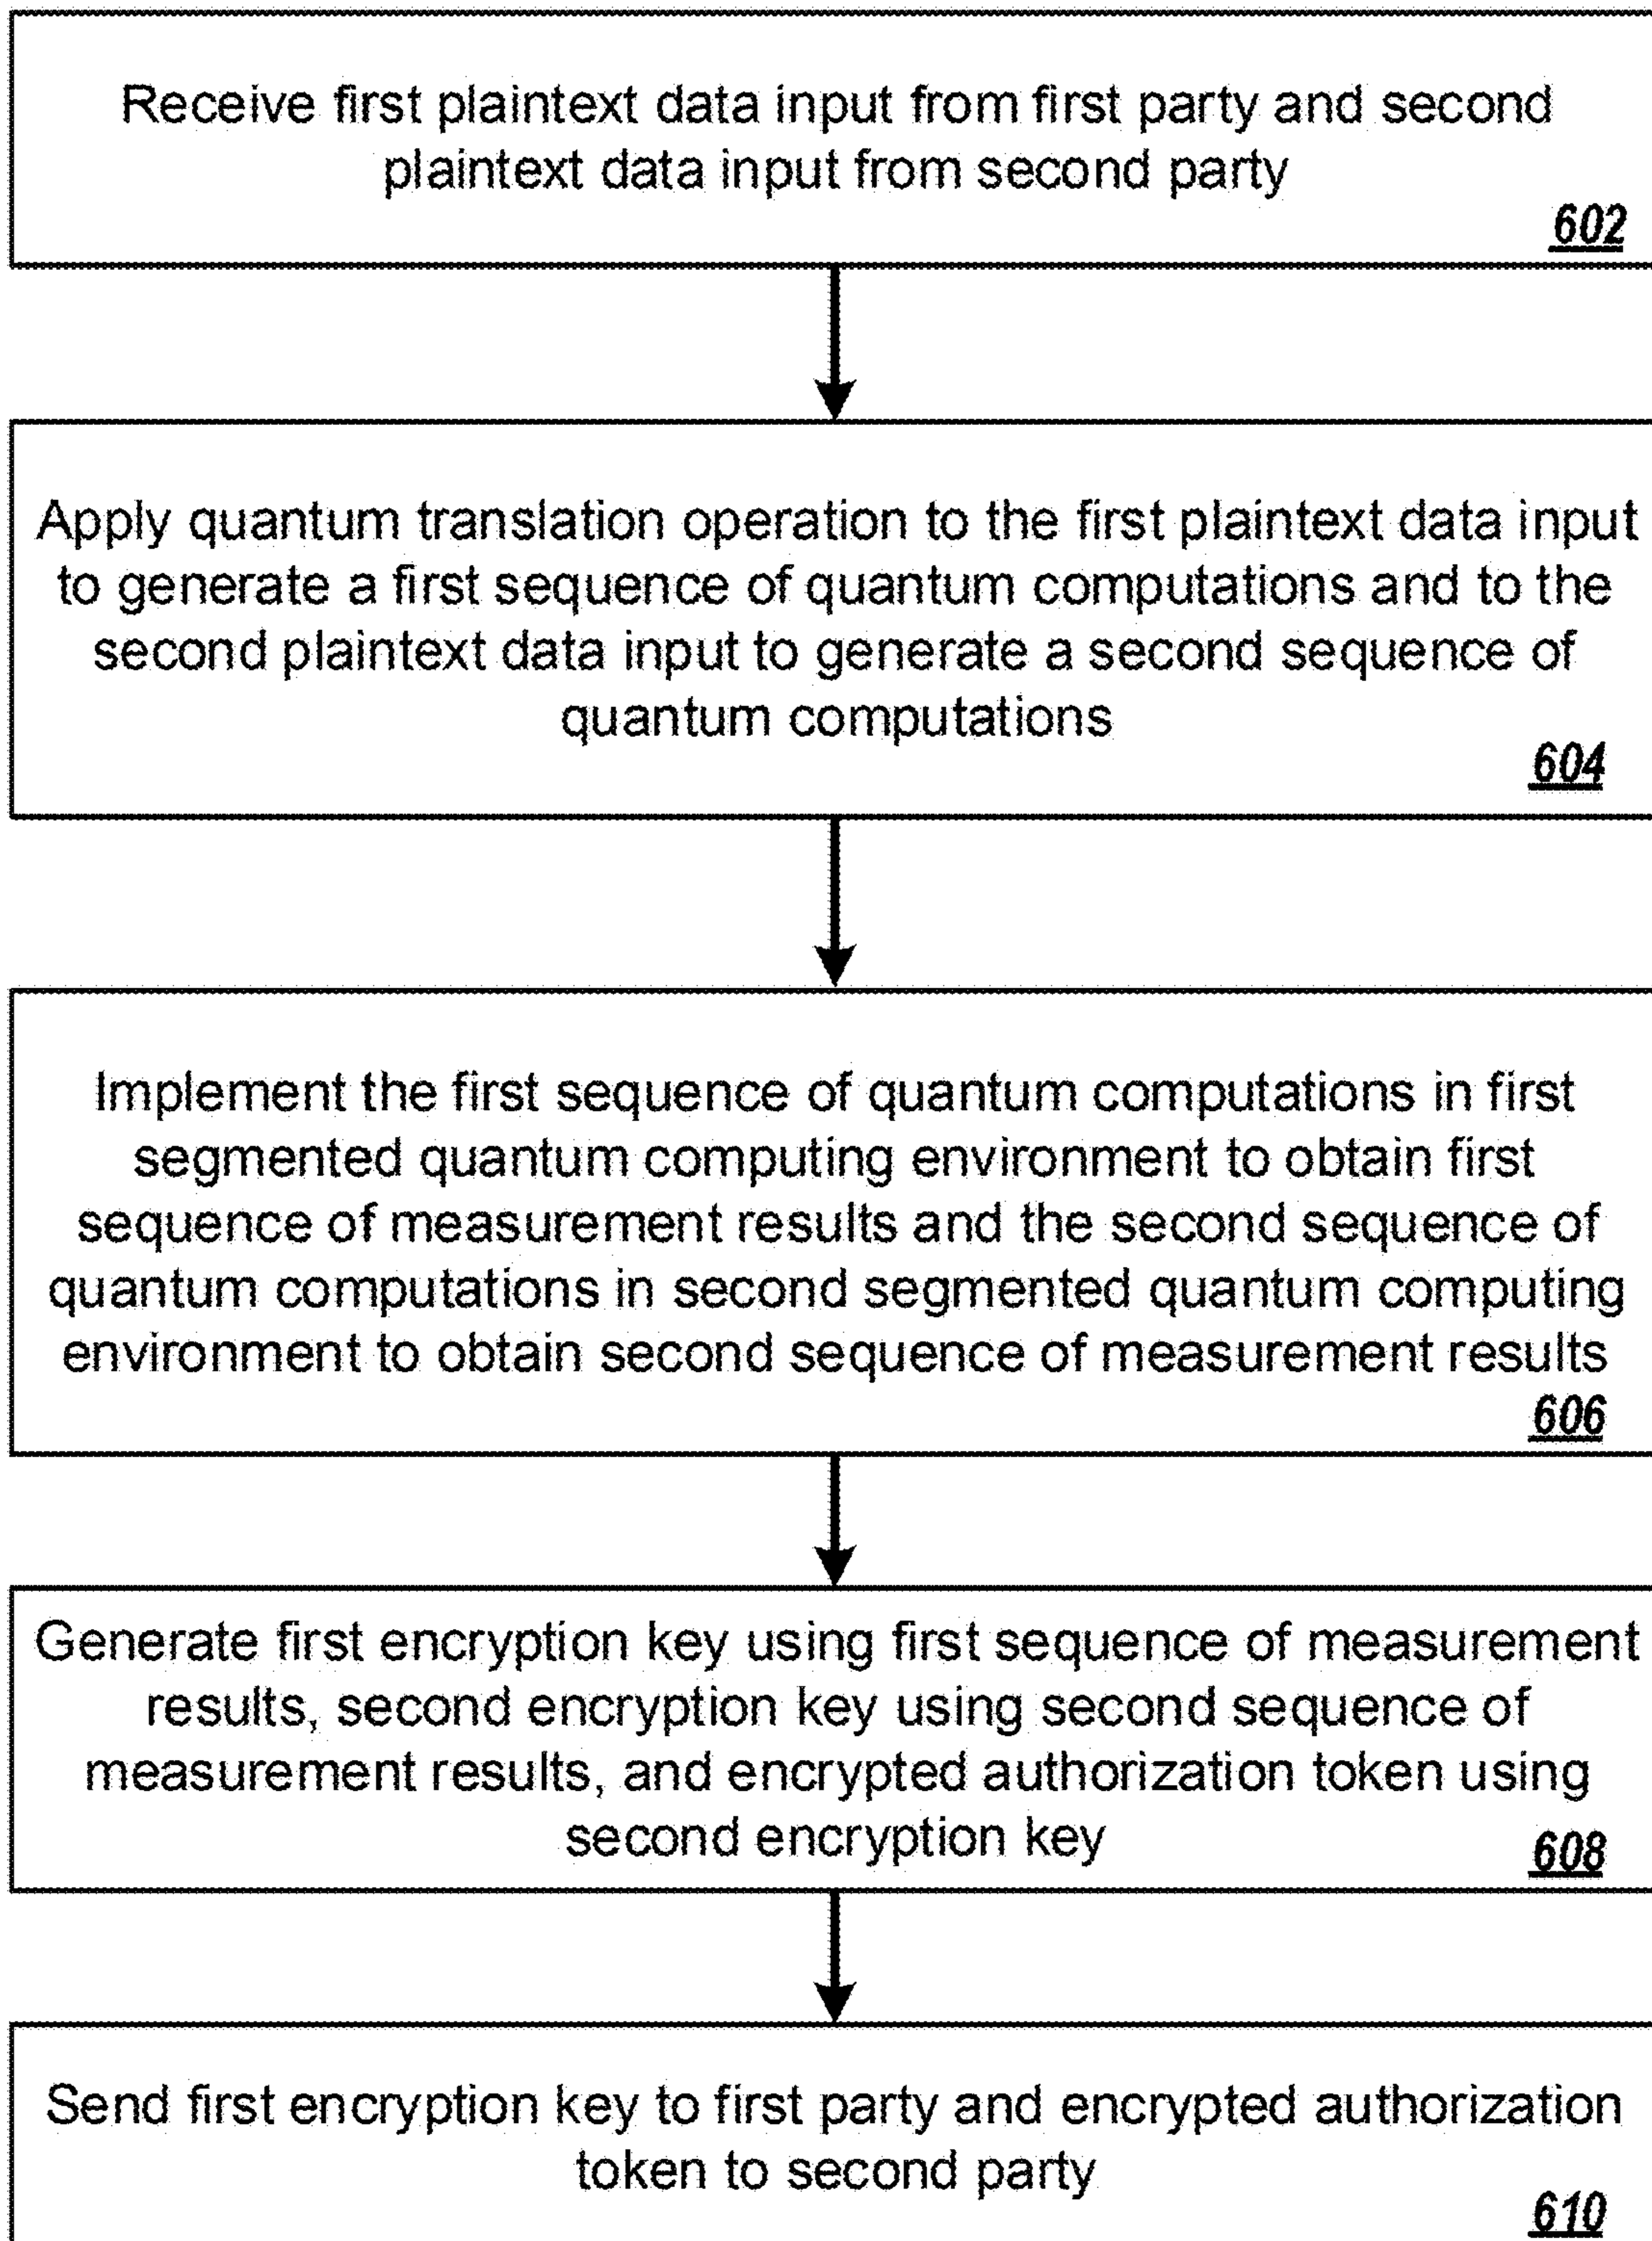 Receive first plaintext data input from first party and second
plaintext data input from second party
602
Apply quantum translation operation to the first plaintext data input
to generate a first sequence of quantum computations and to the
second plaintext data input to generate a second sequence of
quantum computations
604
Implement the first sequence of quantum computations in first
segmented quantum computing environment to obtain first
sequence of measurement results and the second sequence of
quantum computations in second segmented quantum computing
environment to obtain second sequence of measurement results
606
Generate first encryption key using first sequence of measurement
results, second encryption key using second sequence of
measurement results, and encrypted authorization token using
second encryption key
608
Send first encryption key to first party and encrypted authorization
token to second party
610